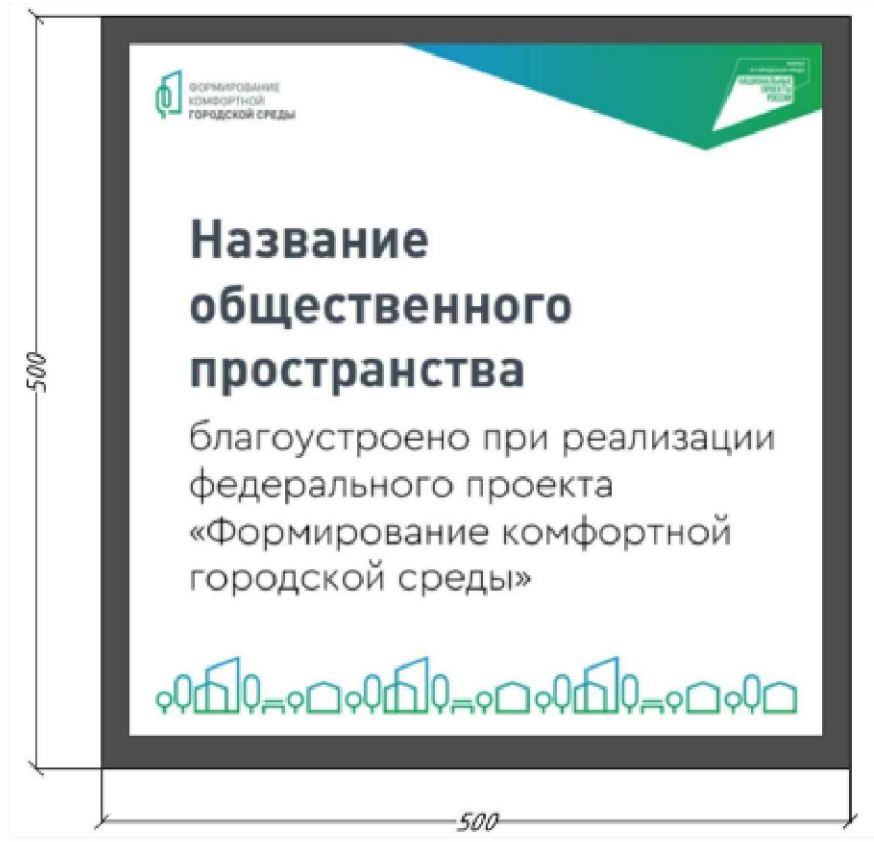 ФОРМИРОВАНИЕ
КОМФОРТНОЙ
ГОРОДСКОЙ СРЕДЫ
НАЦИОНАЛЬНЫЕ
ПРОЕКТЫ
РОССИИ
Название
общественного
пространства
благоустроено при реализации
федерального проекта
«Формирование комфортной
городской среды»
500
500